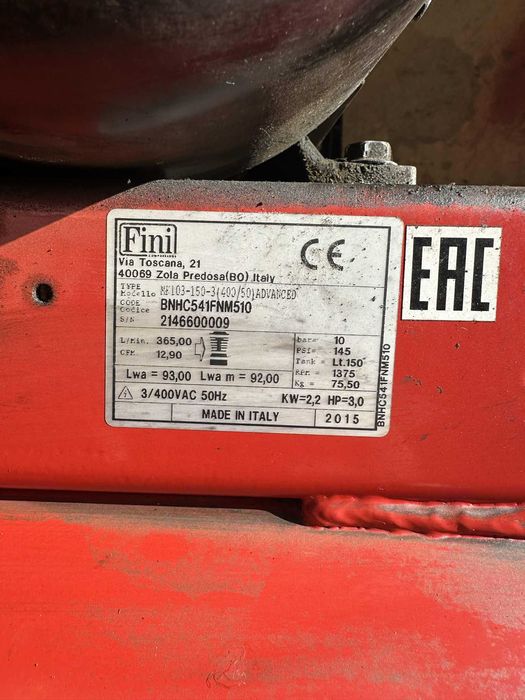 Fini
COMPRESSORS
Via Toscana, 21
40069 Zola Predosa(BO) Italy
CE
TYPE
Modello MK103-150-3(400/50)ADVANCED
CODE
Codice BNHC541FNM510
S/N 2146600009
L/min. 365,00
CFM 12,90
bar= 10
PSI= 145
Tank = Lt.150
RPM = 1375
Kg = 75,50
Lwa = 93,00 Lwa m = 92,00
3/400VAC 50Hz KW=2,2 HP=3,0
MADE IN ITALY 2015
BNHC541FNM510
EAC